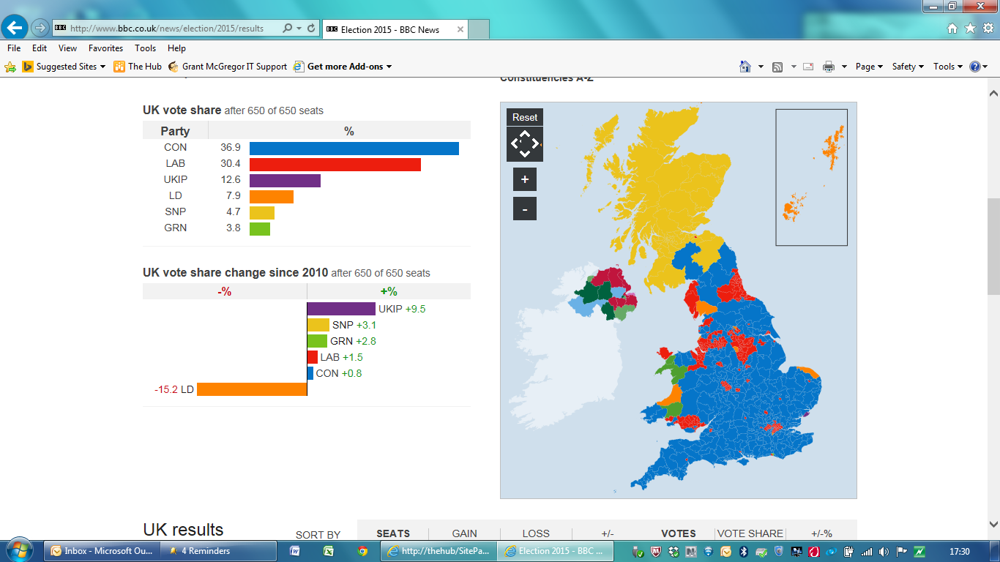 http://www.bbc.co.uk/news/election/2015/results
BBC Election 2015 - BBC News
File Edit View Favorites Tools Help
Suggested Sites The Hub Grant McGregor IT Support Get more Add-ons
Page Safety Tools
Constituencies A-Z
UK vote share after 650 of 650 seats
Party %
CON 36.9
LAB 30.4
UKIP 12.6
LD 7.9
SNP 4.7
GRN 3.8
UK vote share change since 2010 after 650 of 650 seats
-% +%
UKIP +9.5
SNP +3.1
GRN +2.8
LAB +1.5
CON +0.8
-15.2 LD
Reset
+
-
UK results SORT BY SEATS GAIN LOSS +/- VOTES VOTE SHARE +/-%
Inbox - Microsoft Ou... 4 Reminders http://thehub/SitePa... Election 2015 - BBC ... 17:30